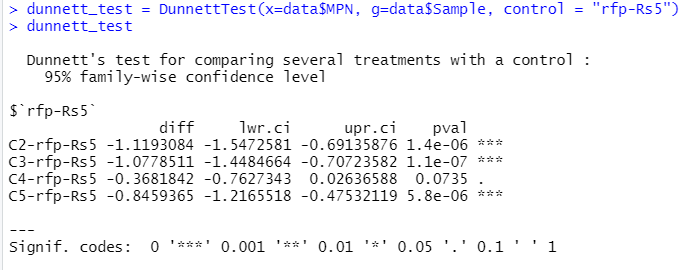 > dunnett_test = DunnettTest(x=data$MPN, g=data$Sample, control = "rfp-Rs5")
> dunnett_test
Dunnett's test for comparing several treatments with a control :
95% family-wise confidence level
$`rfp-Rs5`
diff lwr.ci upr.ci pval
C2-rfp-Rs5 -1.1193084 -1.5472581 -0.69135876 1.4e-06 ***
C3-rfp-Rs5 -1.0778511 -1.4484664 -0.70723582 1.1e-07 ***
C4-rfp-Rs5 -0.3681842 -0.7627343 0.02636588 0.0735 .
C5-rfp-Rs5 -0.8459365 -1.2165518 -0.47532119 5.8e-06 ***
---
Signif. codes: 0 '***' 0.001 '**' 0.01 '*' 0.05 '.' 0.1 ' ' 1